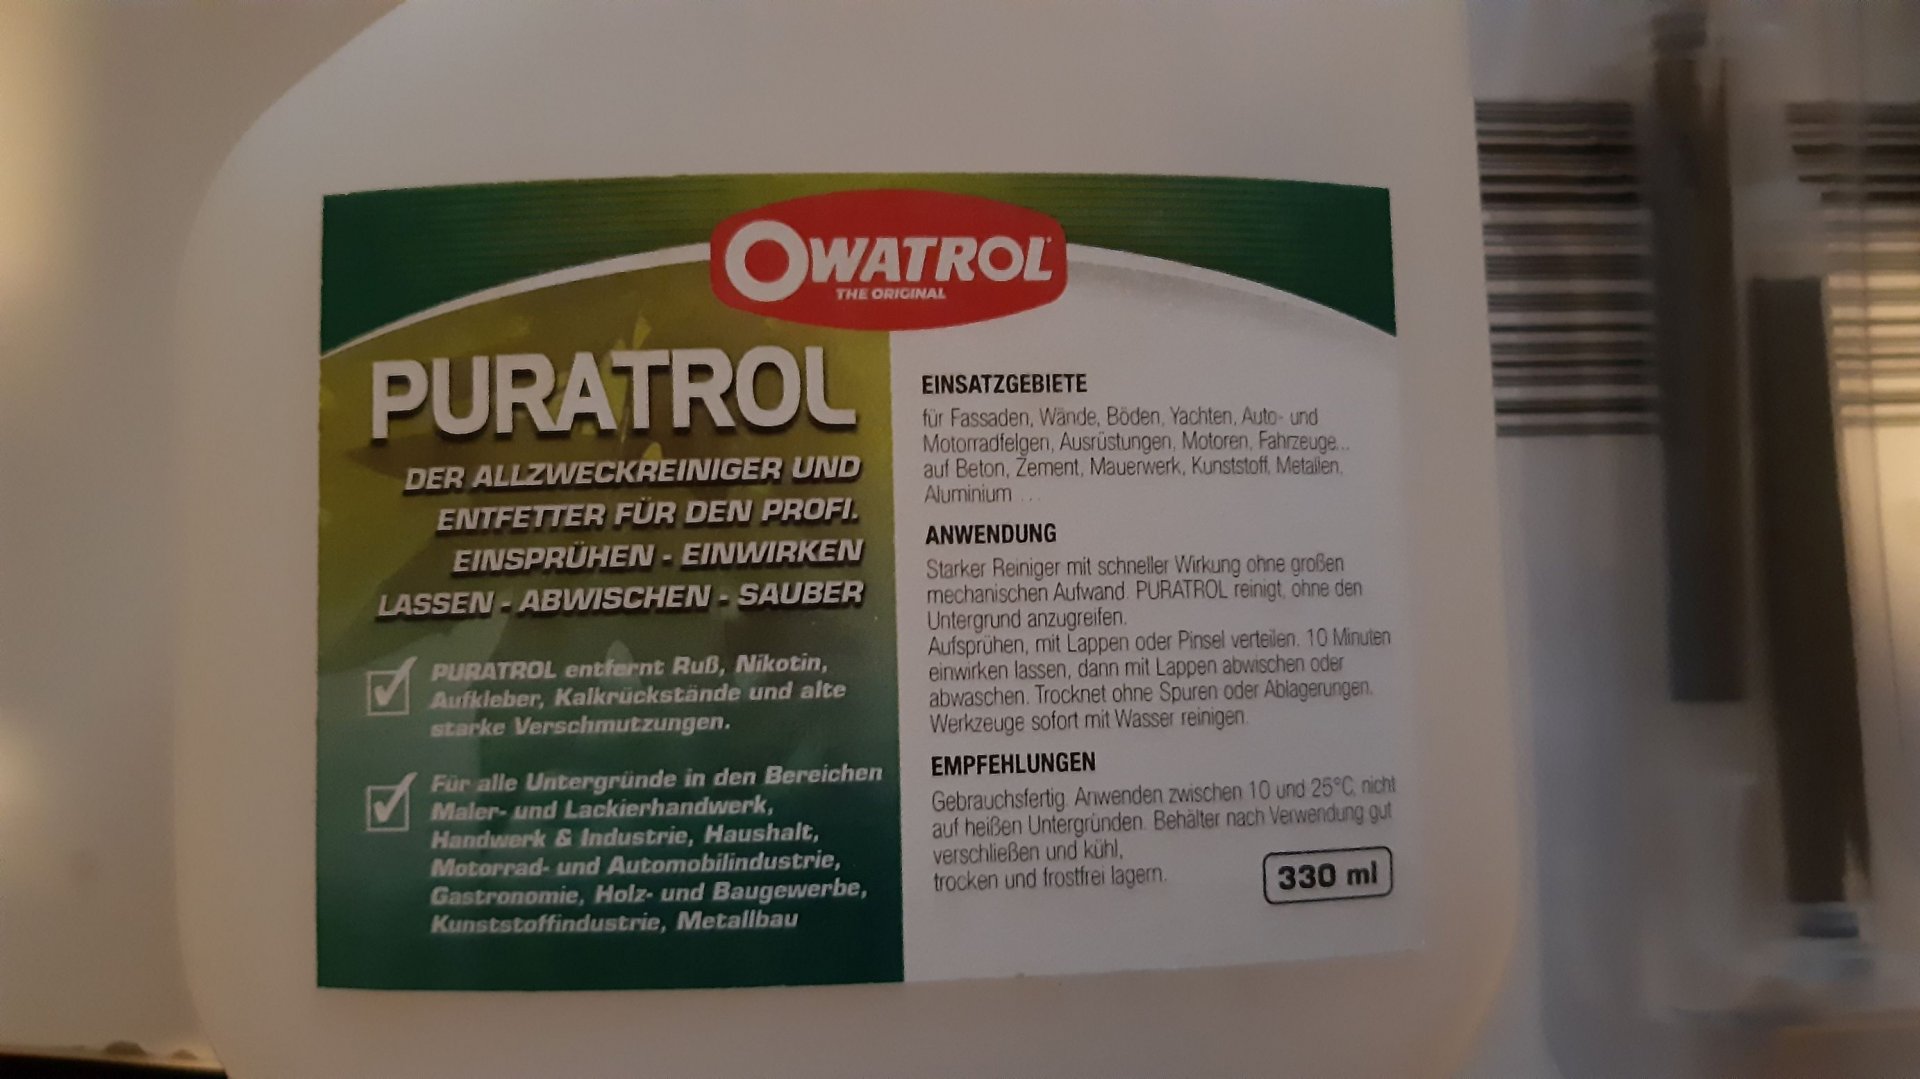 OWATROL
THE ORIGINAL
PURATROL
DER ALLZWECKREINIGER UND
ENTFETTER FÜR DEN PROFI.
EINSPRÜHEN - EINWIRKEN
LASSEN - ABWISCHEN - SAUBER
PURATROL entfernt Ruß, Nikotin,
Aufkleber, Kalkrückstände und alte
starke Verschmutzungen.
Für alle Untergründe in den Bereichen
Maler- und Lackierhandwerk,
Handwerk & Industrie, Haushalt,
Motorrad- und Automobilindustrie,
Gastronomie, Holz- und Baugewerbe,
Kunststoffindustrie, Metallbau
EINSATZGEBIETE
für Fassaden, Wände, Böden, Yachten, Auto- und
Motorradfelgen, Ausrüstungen, Motoren, Fahrzeuge...
auf Beton, Zement, Mauerwerk, Kunststoff, Metallen,
Aluminium ...
ANWENDUNG
Starker Reiniger mit schneller Wirkung ohne großen
mechanischen Aufwand. PURATROL reinigt, ohne den
Untergrund anzugreifen.
Aufsprühen, mit Lappen oder Pinsel verteilen. 10 Minuten
einwirken lassen, dann mit Lappen abwischen oder
abwaschen. Trocknet ohne Spuren oder Ablagerungen.
Werkzeuge sofort mit Wasser reinigen.
EMPFEHLUNGEN
Gebrauchsfertig. Anwenden zwischen 10 und 25°C, nicht
auf heißen Untergründen. Behälter nach Verwendung gut
verschließen und kühl,
trocken und frostfrei lagern.
330 ml